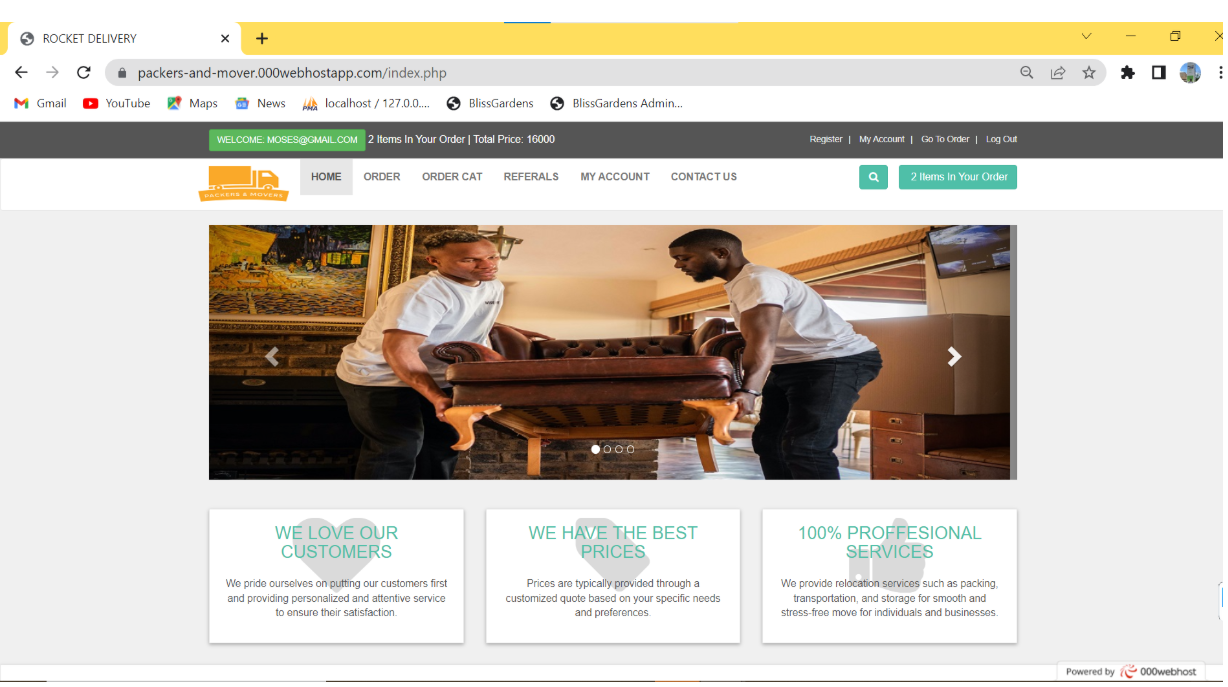 ROCKET DELIVERY
packers-and-mover.000webhostapp.com/index.php
Gmail YouTube Maps News localhost / 127.0.0.... BlissGardens BlissGardens Admin...
WELCOME: MOSES@GMAIL.COM 2 Items In Your Order | Total Price: 16000 Register | My Account | Go To Order | Log Out
PACKERS & MOVERS
HOME ORDER ORDER CAT REFERRALS MY ACCOUNT CONTACT US 2 Items In Your Order
WE LOVE OUR
CUSTOMERS
We pride ourselves on putting our customers first
and providing personalized and attentive service
to ensure their satisfaction.
WE HAVE THE BEST
PRICES
Prices are typically provided through a
customized quote based on your specific needs
and preferences.
100% PROFFESIONAL
SERVICES
We provide relocation services such as packing,
transportation, and storage for smooth and
stress-free move for individuals and businesses.
Powered by 000webhost